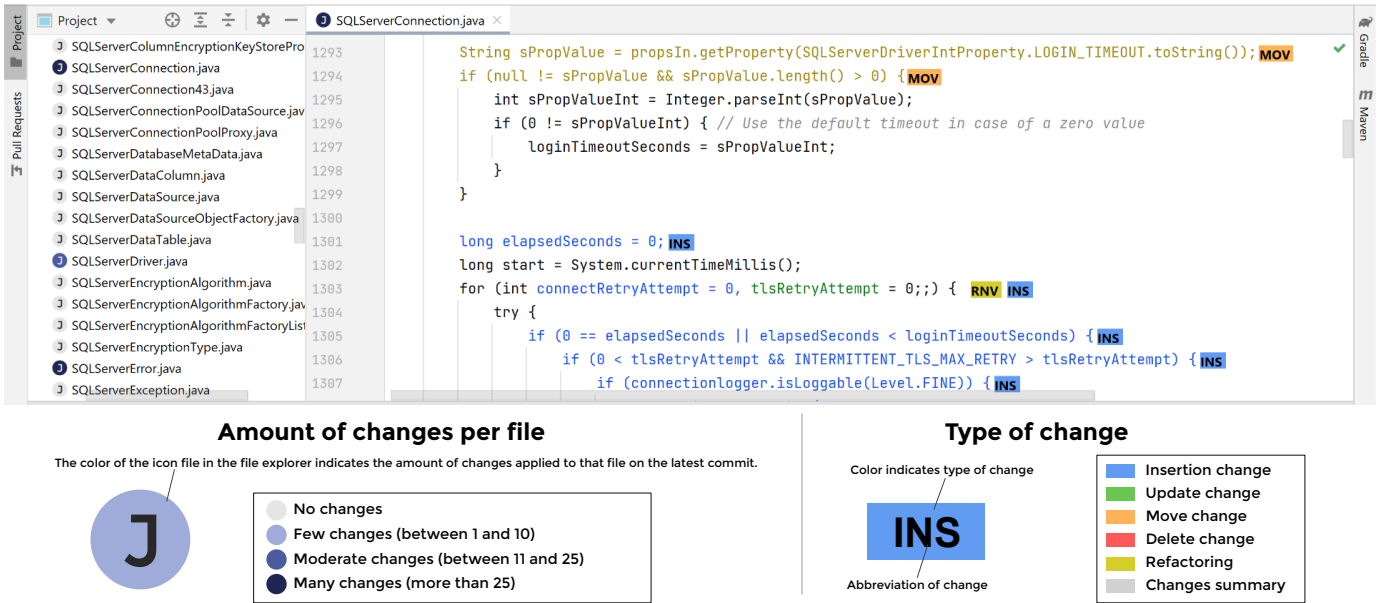 Project
Pull Requests
Project
SQLServerColumnEncryptionKeyStorePro
SQLServerConnection.java
SQLServerConnection43.java
SQLServerConnectionPoolDataSource.jav
SQLServerConnectionPoolProxy.java
SQLServerDatabaseMetaData.java
SQLServerDataColumn.java
SQLServerDataSource.java
SQLServerDataSourceObjectFactory.java
SQLServerDataTable.java
SQLServerDriver.java
SQLServerEncryptionAlgorithm.java
SQLServerEncryptionAlgorithmFactory.jav
SQLServerEncryptionAlgorithmFactoryList
SQLServerEncryptionType.java
SQLServerError.java
SQLServerException.java
SQLServerConnection.java
1293 String sPropValue = propsIn.getProperty(SQLServerDriverIntProperty.LOGIN_TIMEOUT.toString()); MOV
1294 if (null != sPropValue && sPropValue.length() > 0) { MOV
1295 int sPropValueInt = Integer.parseInt(sPropValue);
1296 if (0 != sPropValueInt) { // Use the default timeout in case of a zero value
1297 loginTimeoutSeconds = sPropValueInt;
1298 }
1299 }
1300
1301 long elapsedSeconds = 0; INS
1302 long start = System.currentTimeMillis();
1303 for (int connectRetryAttempt = 0, tlsRetryAttempt = 0;;) { RNV INS
1304 try {
1305 if (0 == elapsedSeconds || elapsedSeconds < loginTimeoutSeconds) { INS
1306 if (0 < tlsRetryAttempt && INTERMITTENT_TLS_MAX_RETRY > tlsRetryAttempt) { INS
1307 if (connectionlogger.isLoggable(Level.FINE)) { INS
Gradle
m Maven
Amount of changes per file
The color of the icon file in the file explorer indicates the amount of changes applied to that file on the latest commit.
J
No changes
Few changes (between 1 and 10)
Moderate changes (between 11 and 25)
Many changes (more than 25)
Type of change
Color indicates type of change
INS
Abbreviation of change
Insertion change
Update change
Move change
Delete change
Refactoring
Changes summary